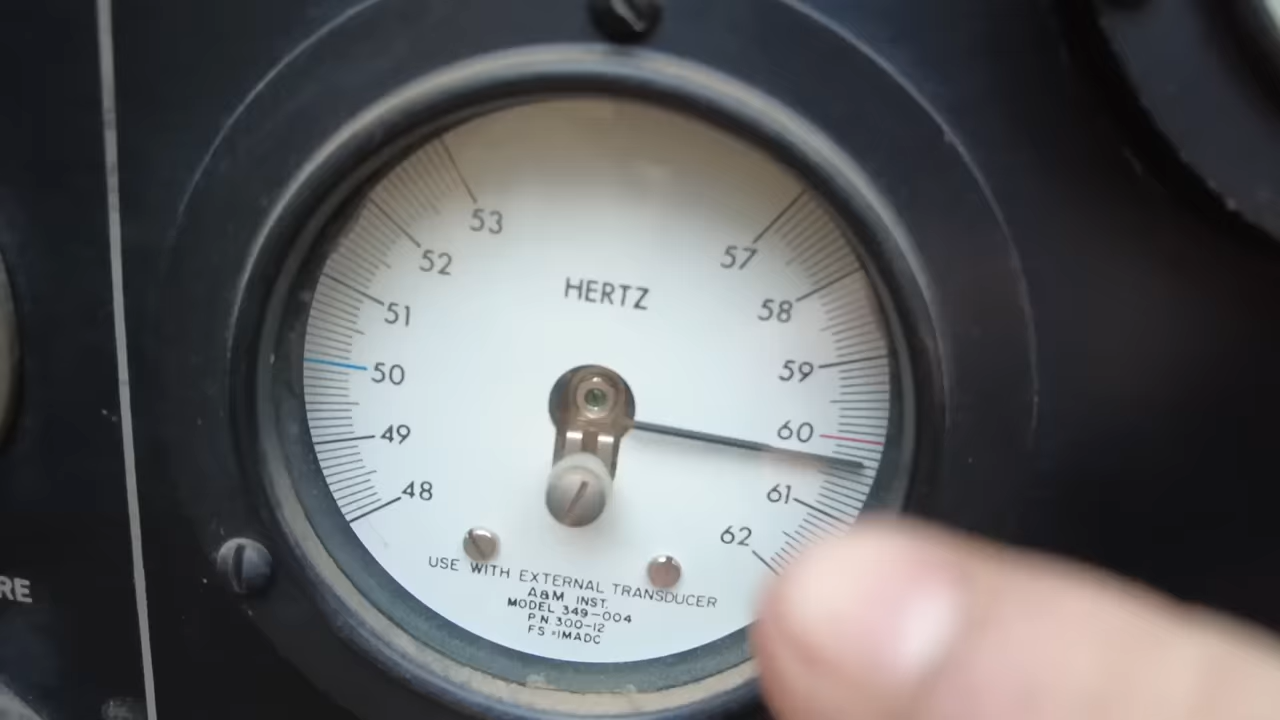 53
52
51
50
49
48
57
58
59
60
61
62
HERTZ
USE WITH EXTERNAL TRANSDUCER
A&M INST.
MODEL 349-004
P.N. 300-12
FS =1MADC
RE